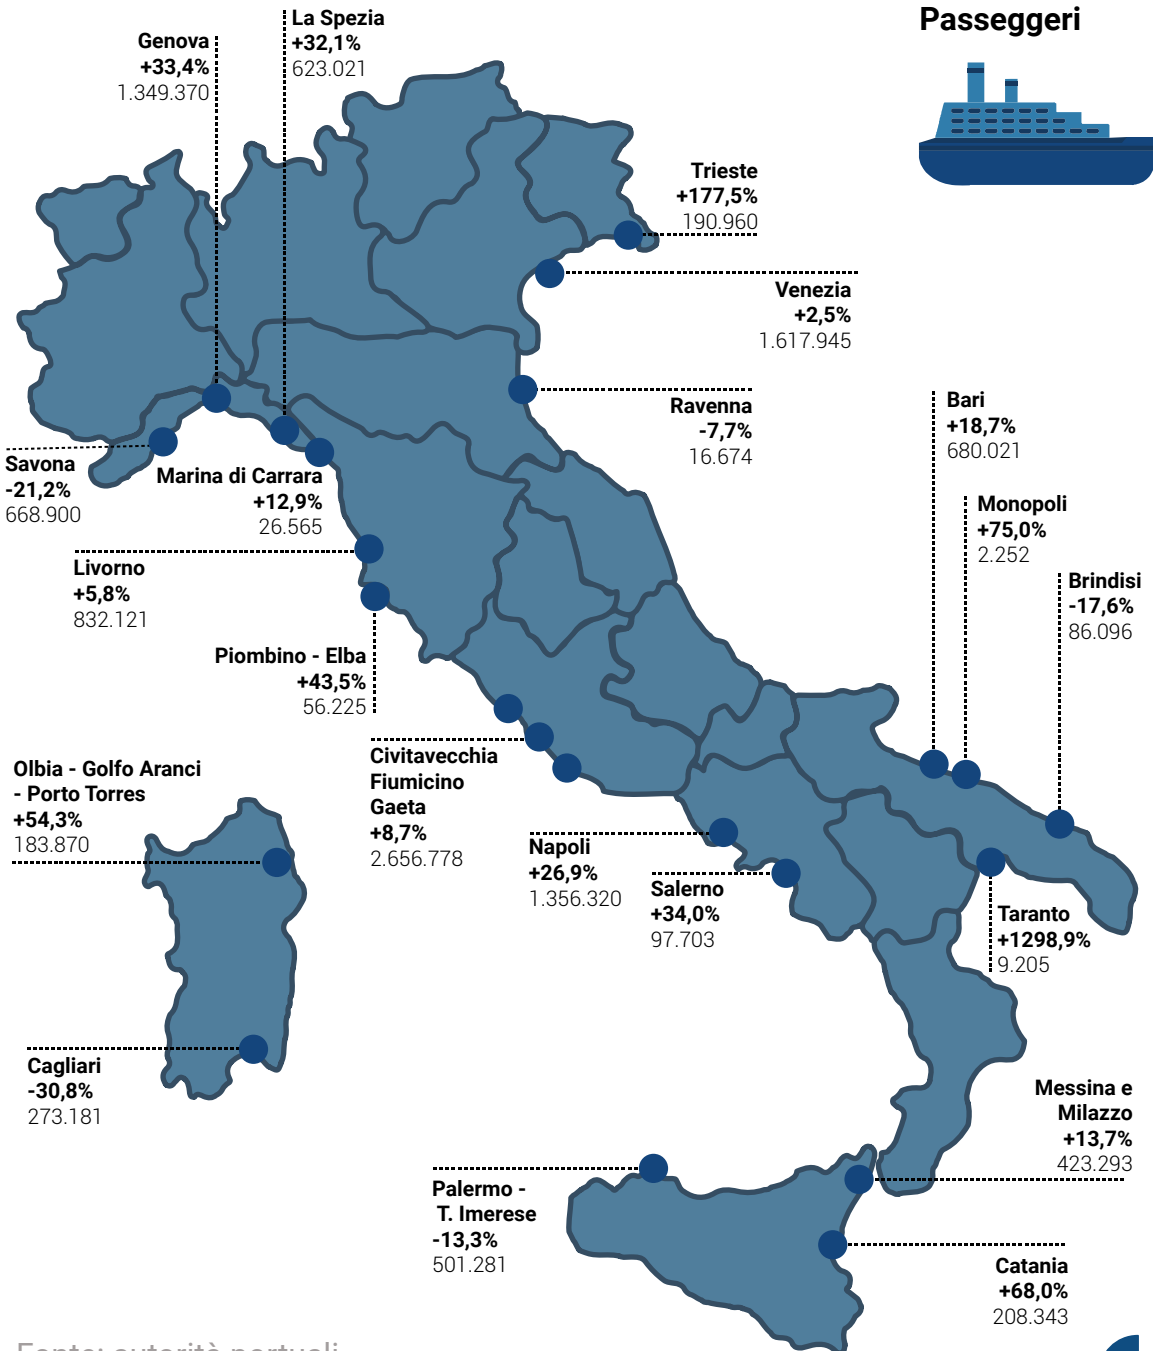 Passeggeri
La Spezia
+32,1%
623.021
Genova
+33,4%
1.349.370
Trieste
+177,5%
190.960
Venezia
+2,5%
1.617.945
Ravenna
-7,7%
16.674
Bari
+18,7%
680.021
Savona
-21,2%
668.900
Marina di Carrara
+12,9%
26.565
Monopoli
+75,0%
2.252
Livorno
+5,8%
832.121
Brindisi
-17,6%
86.096
Piombino - Elba
+43,5%
56.225
Civitavecchia
Fiumicino
Gaeta
+8,7%
2.656.778
Olbia - Golfo Aranci
- Porto Torres
+54,3%
183.870
Napoli
+26,9%
1.356.320
Salerno
+34,0%
97.703
Taranto
+1298,9%
9.205
Cagliari
-30,8%
273.181
Messina e
Milazzo
+13,7%
423.293
Palermo -
T. Imerese
-13,3%
501.281
Catania
+68,0%
208.343
Fonte: autorità portuali